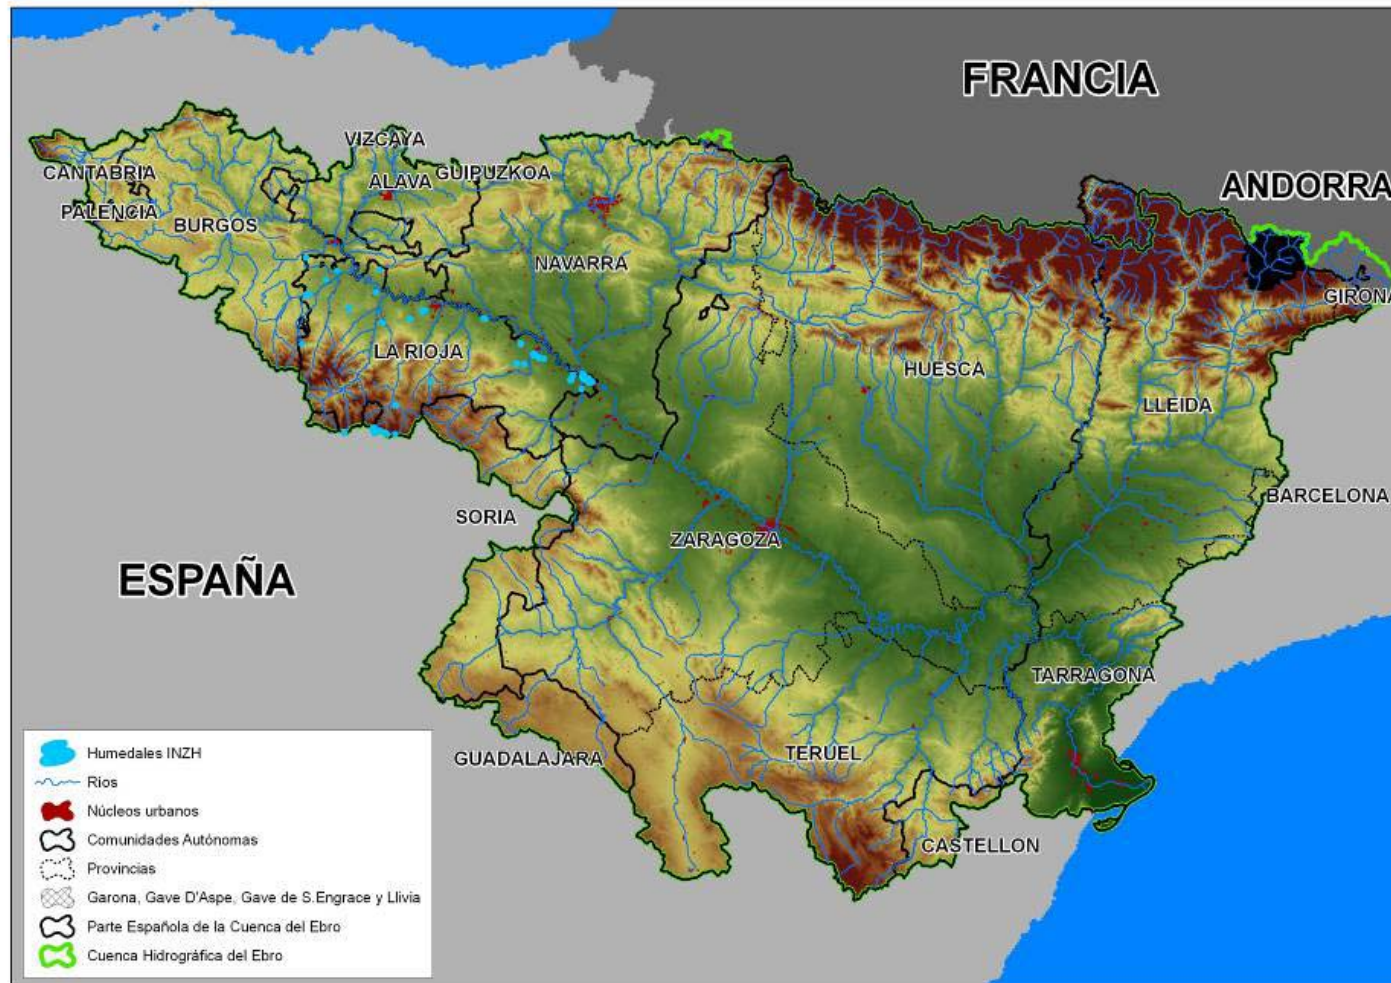 FRANCIA
VIZCAYA
CANTABRIA
ALAVA
GUIPUZKOA
ANDORRA
PALENCIA
BURGOS
NAVARRA
GIRONA
LA RIOJA
HUESCA
LLEIDA
BARCELONA
SORIA
ZARAGOZA
ESPAÑA
TARRAGONA
GUADALAJARA
TERUEL
CASTELLON
Humedales INZH
Rios
Núcleos urbanos
Comunidades Autónomas
Provincias
Garona, Gave D'Aspe, Gave de S.Engrace y Llivia
Parte Española de la Cuenca del Ebro
Cuenca Hidrográfica del Ebro